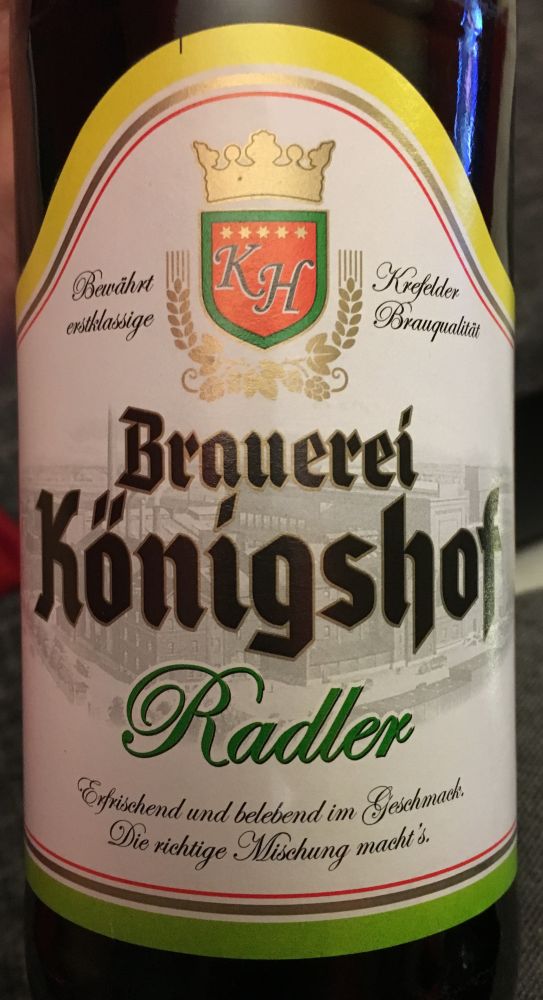 KH
Bewährt
erstklassige
Krefelder
Brauqualität
Brauerei
Königshof
Radler
Erfrischend und belebend im Geschmack.
Die richtige Mischung macht's.